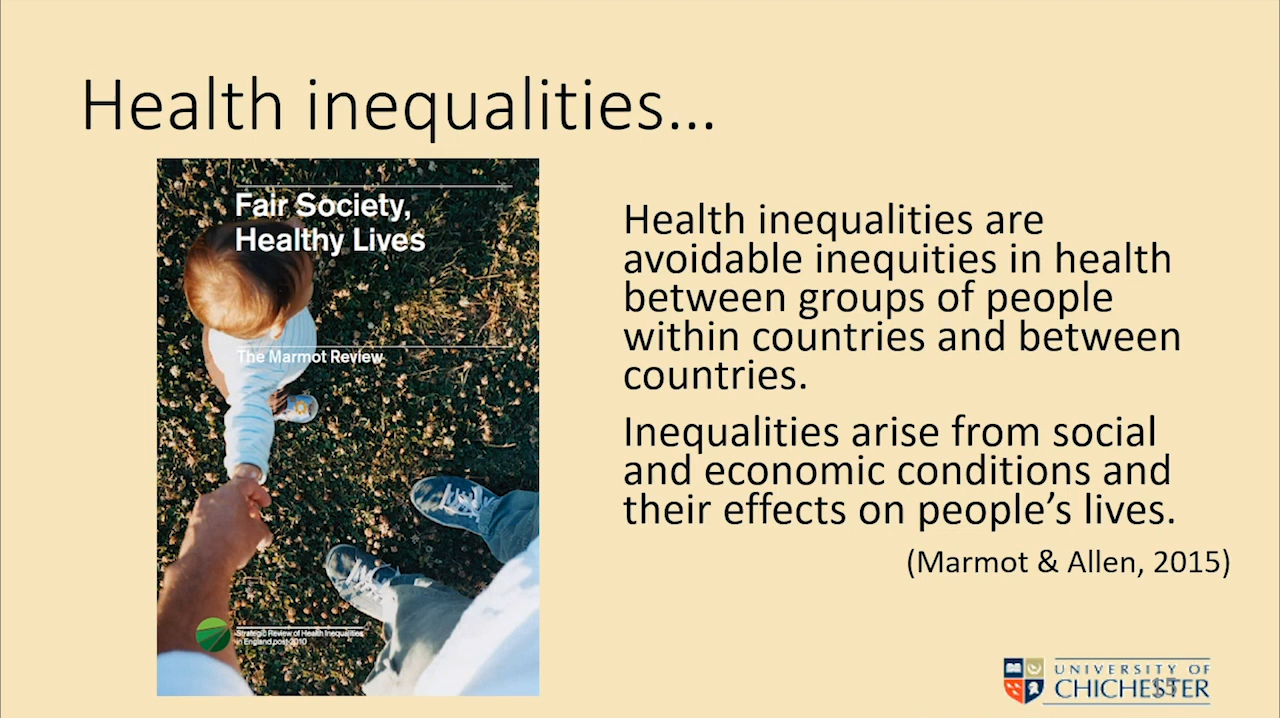 Health inequalities...
Fair Society,
Healthy Lives
The Marmot Review
Strategic Review of Health Inequalities
in England post-2010
Health inequalities are
avoidable inequities in health
between groups of people
within countries and between
countries.
Inequalities arise from social
and economic conditions and
their effects on people’s lives.
(Marmot & Allen, 2015)
UNIVERSITY OF
CHICHESTER
15